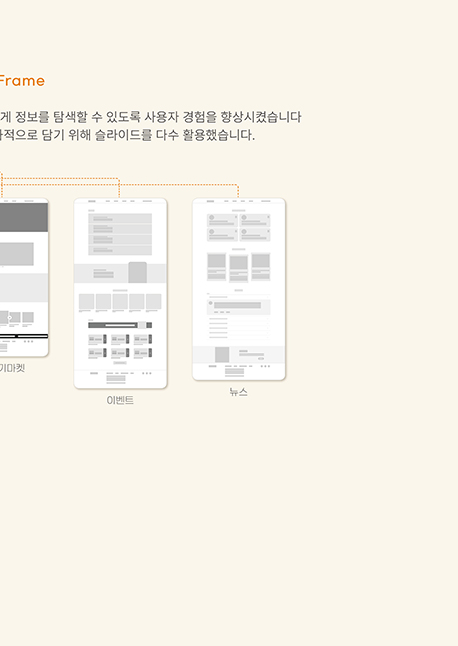 Frame
게 정보를 탐색할 수 있도록 사용자 경험을 향상시켰습니다
적으로 담기 위해 슬라이드를 다수 활용했습니다.
기마켓
이벤트
뉴스